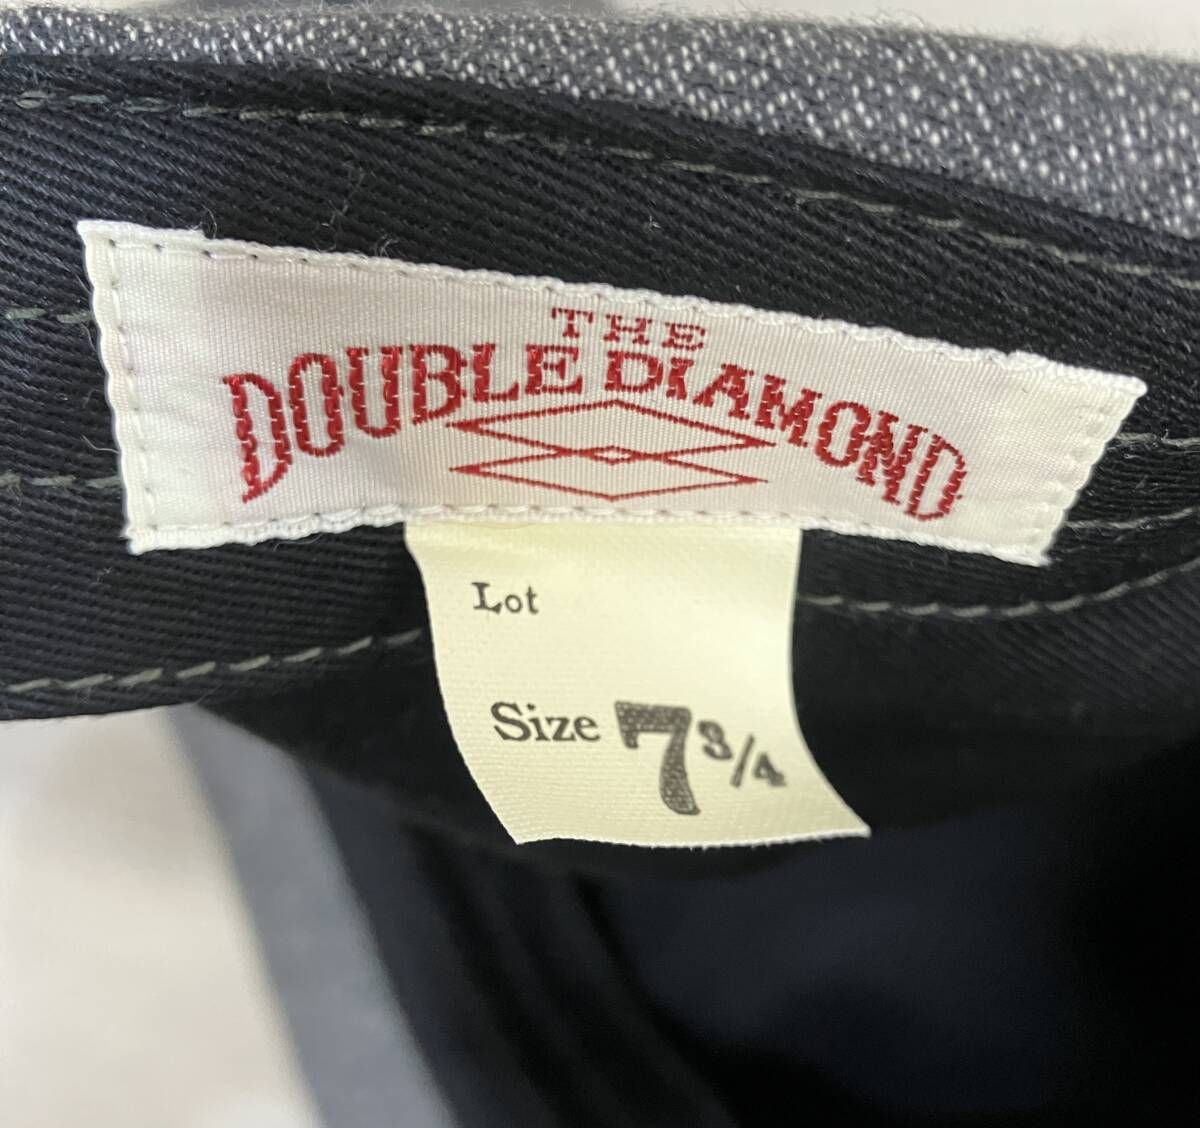 THE
DOUBLE DIAMOND
Lot
Size 7 3/4